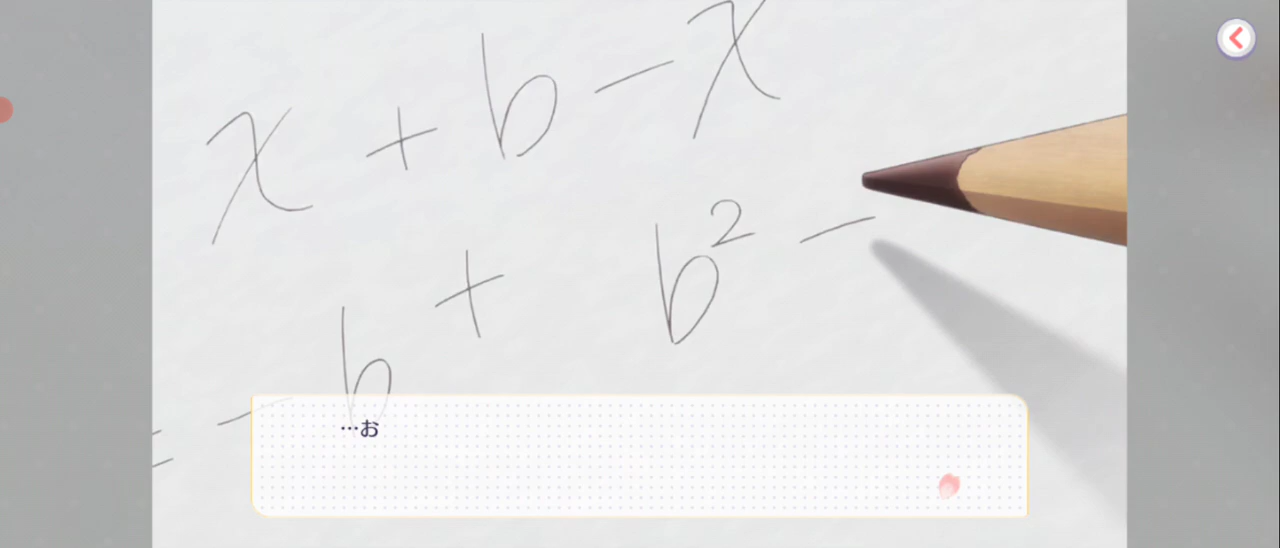 x + b - x
= - b + b² -
…お